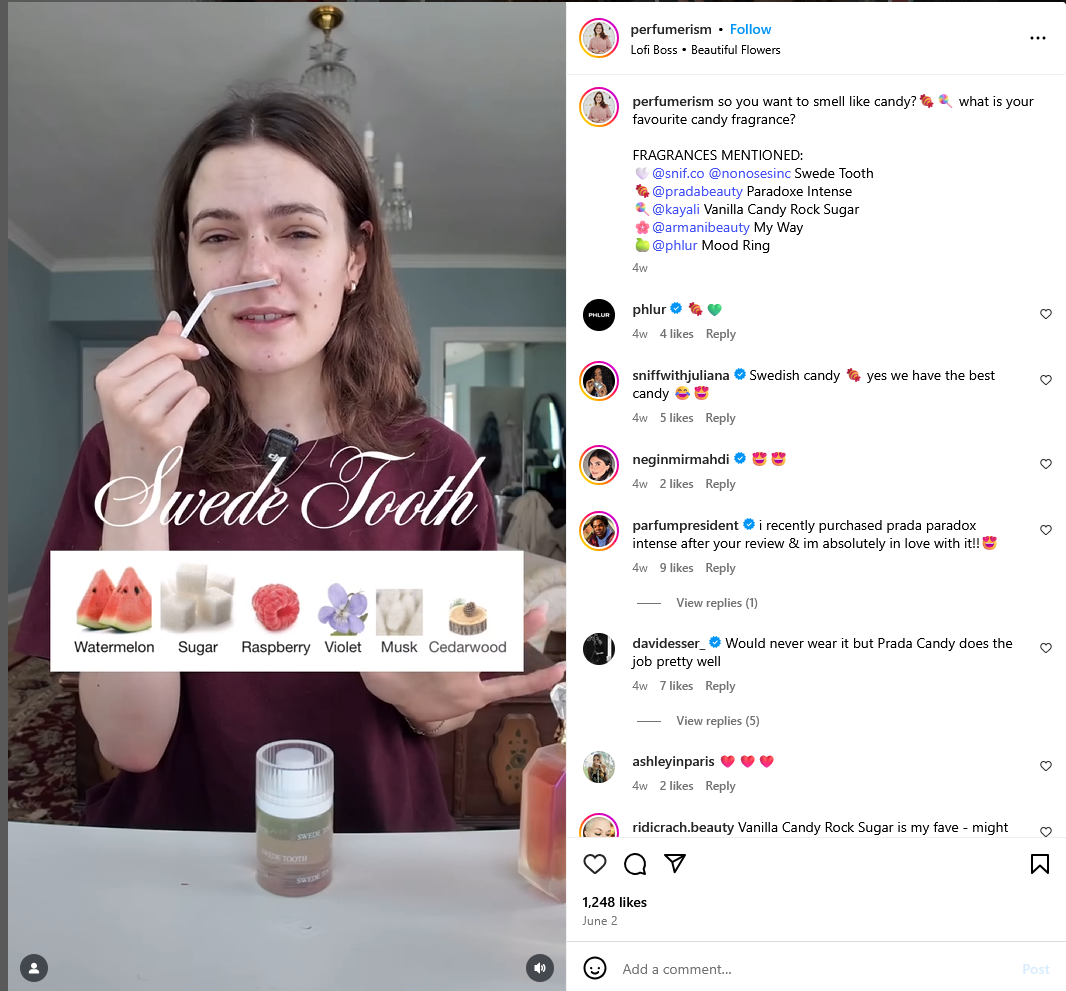 perfumerism • Follow
Lofi Boss • Beautiful Flowers
perfumerism so you want to smell like candy?🍬🍭 what is your
favourite candy fragrance?
FRAGRANCES MENTIONED:
🤍@snif.co @nonosesinc Swede Tooth
🍬@pradabeauty Paradoxe Intense
🍭@kayali Vanilla Candy Rock Sugar
🌸@armanibeauty My Way
🍏@phlur Mood Ring
4w
PHLUR
phlur 🍬💚
4w 4 likes Reply
sniffwithjuliana Swedish candy 🍬 yes we have the best
candy 😂😍
4w 5 likes Reply
neginmirmahdi 😍😍
4w 2 likes Reply
parfumpresident i recently purchased prada paradox
intense after your review & im absolutely in love with it!!😍
4w 9 likes Reply
View replies (1)
davidesser_ Would never wear it but Prada Candy does the
job pretty well
4w 7 likes Reply
View replies (5)
ashleyinparis ❤️❤️❤️
4w 2 likes Reply
ridicrach.beauty Vanilla Candy Rock Sugar is my fave - might
1,248 likes
June 2
Add a comment...
Post
dji
Swede Tooth
Watermelon Sugar Raspberry Violet Musk Cedarwood
SWEDE TOO
SWEDE TOOTH
SWEDE TOO